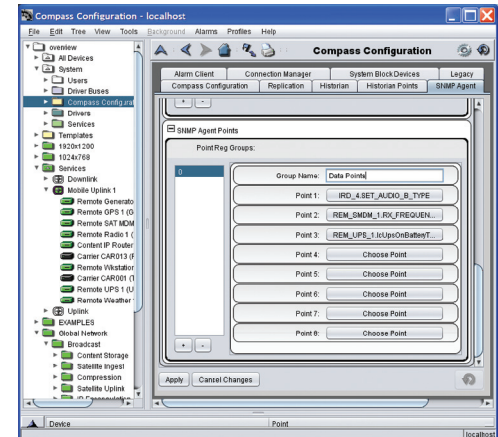 Compass Configuration - localhost
File Edit Tree View Tools Background Alarms Profiles Help
overview
All Devices
System
Users
Driver Buses
Compass Configurat
Drivers
Services
Templates
1920x1200
1024x768
Services
Downlink
Mobile Uplink 1
Remote Generato
Remote GPS 1 (G
Remote SAT MDM
Remote Radio 1 (
Content IP Router
Carrier CAR013 (F
Remote Wkstation
Carrier CAR001 (T
Remote UPS 1 (U
Remote Weather
Uplink
EXAMPLES
Global Network
Broadcast
Content Storage
Satellite Ingest
Compression
Satellite Uplink
Compass Configuration
Alarm Client Connection Manager System Block Devices Legacy
Compass Configuration Replication Historian Historian Points SNMP Agent
+ -
SNMP Agent Points
Point Reg Groups:
0
Group Name: Data Points
Point 1: IRD_4.SET_AUDIO_B_TYPE
Point 2: REM_SMDM_1.RX_FREQUEN...
Point 3: REM_UPS_1.IcUpsOnBatteryT...
Point 4: Choose Point
Point 5: Choose Point
Point 6: Choose Point
Point 7: Choose Point
Point 8: Choose Point
+ -
Apply Cansel Changes
Device Point
localhost